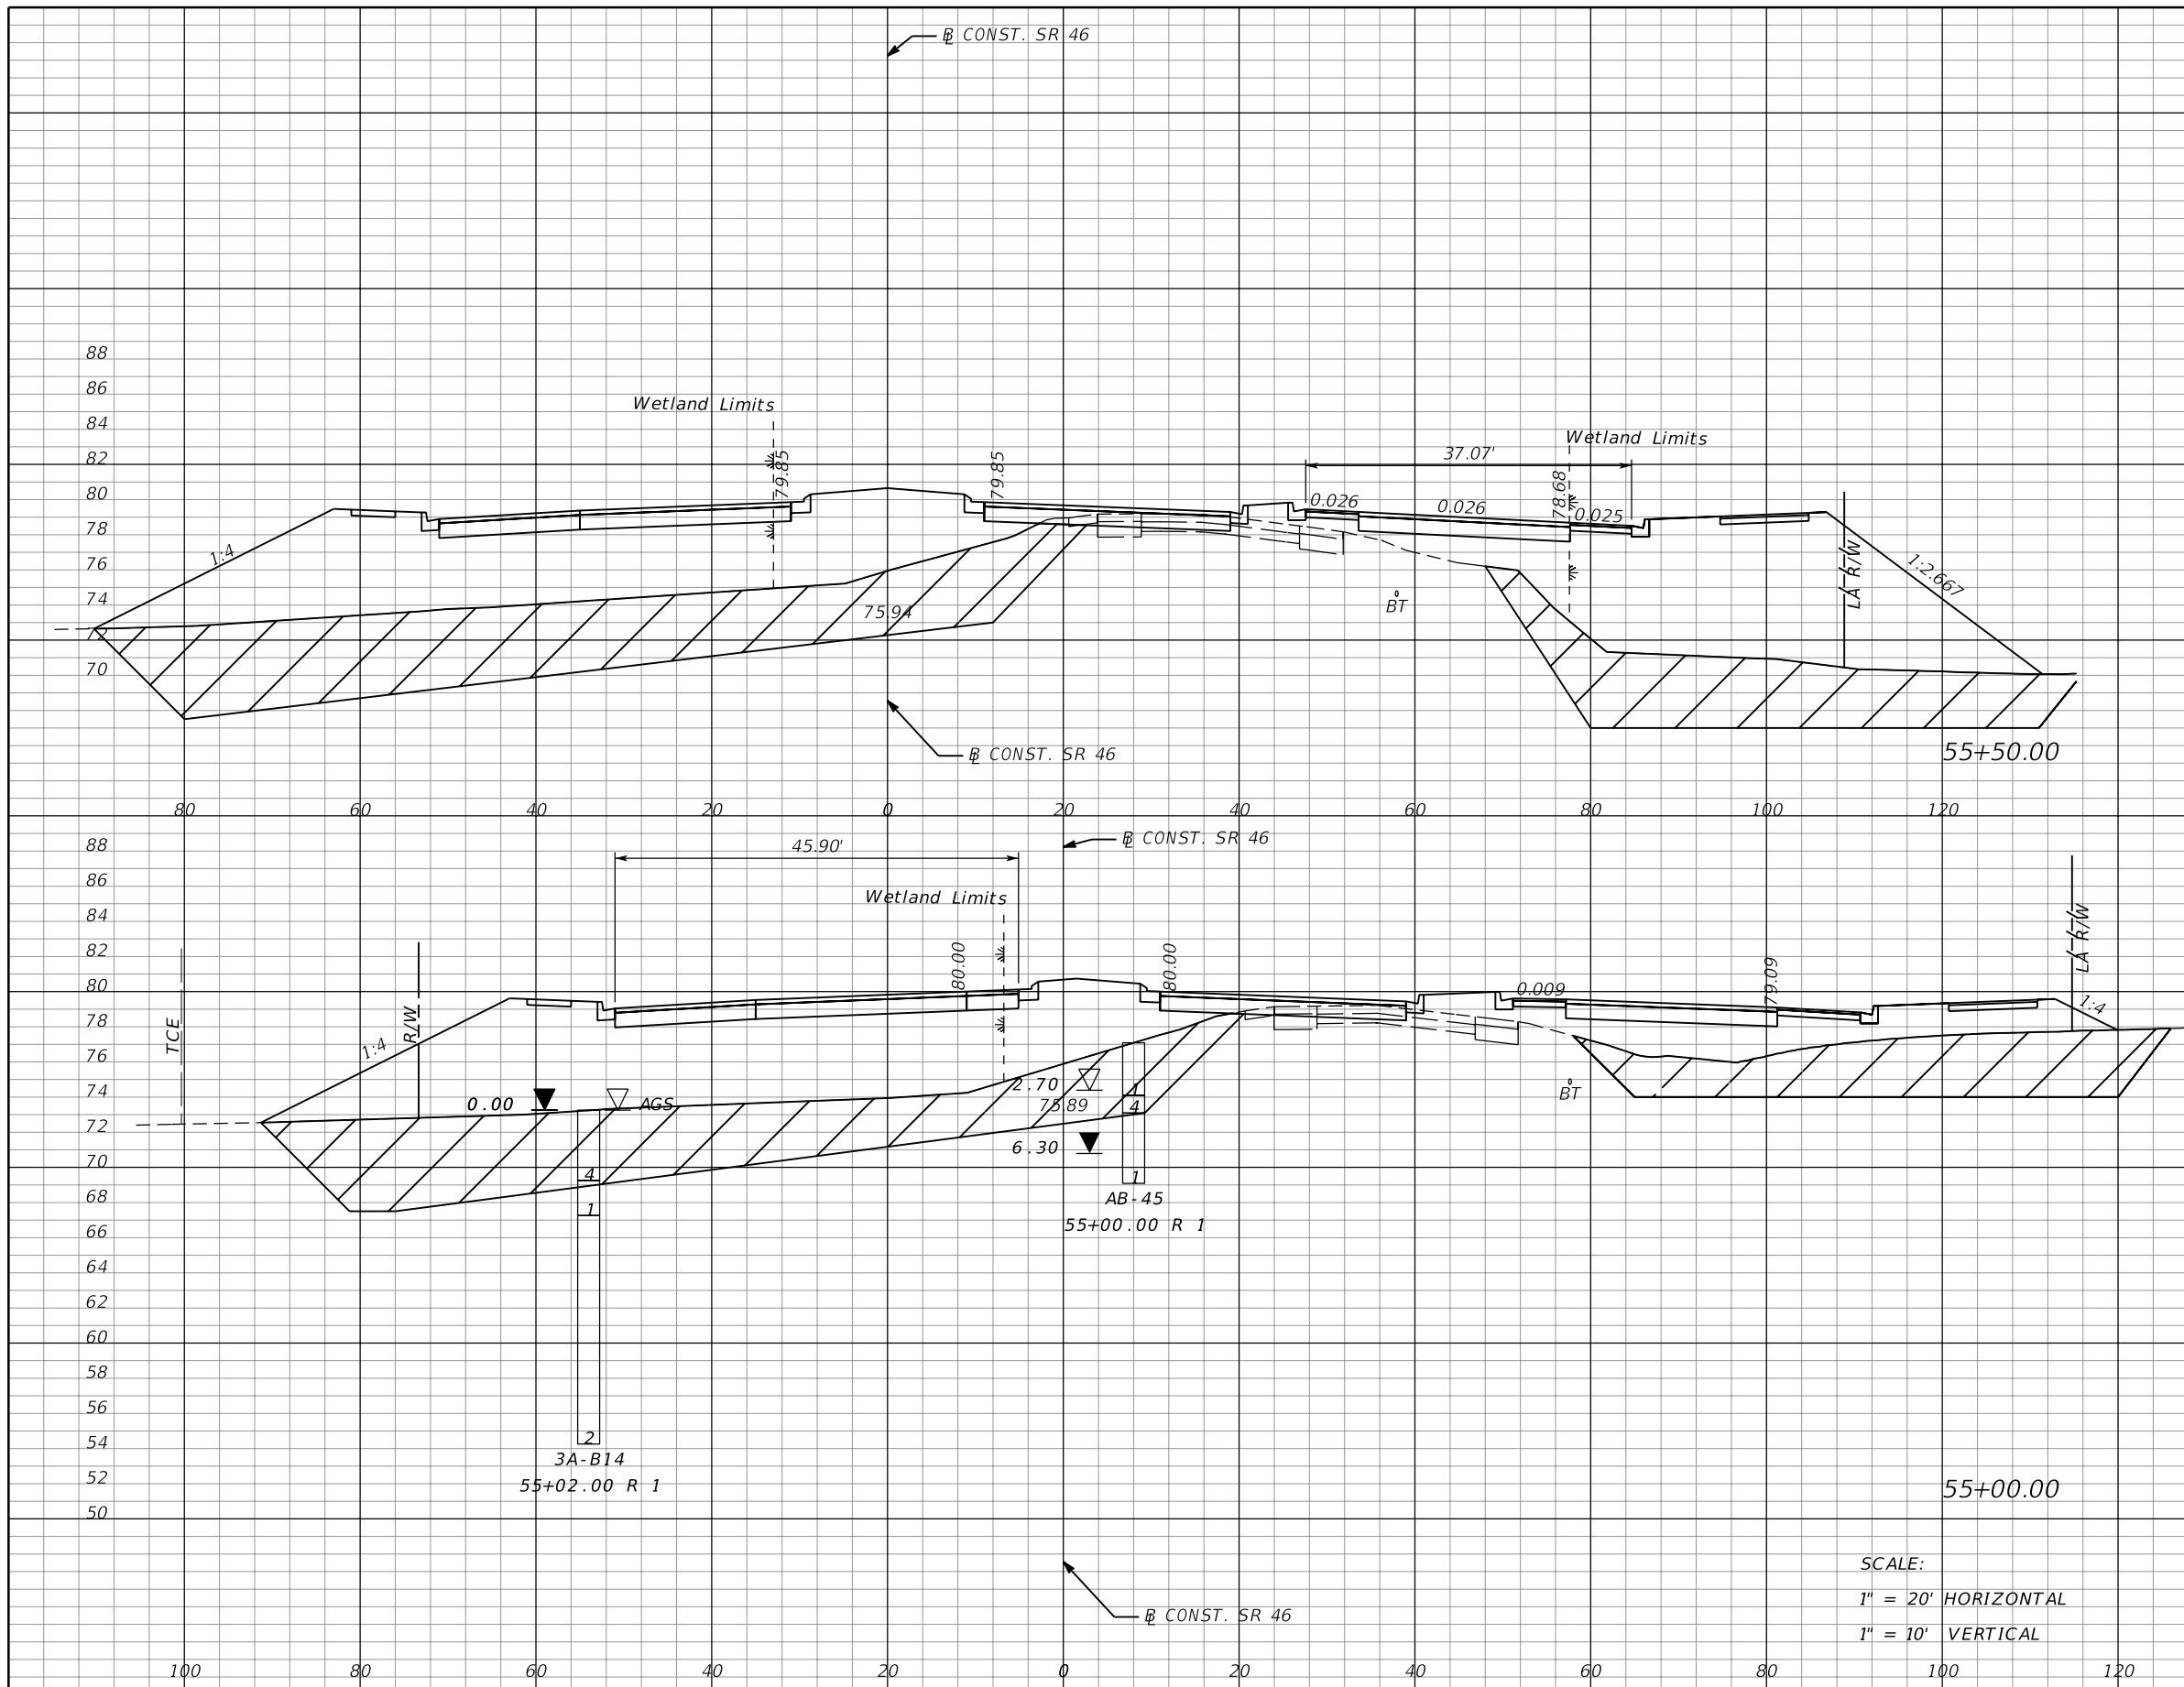 ℄ CONST. SR 46
88
86
84
82
80
78
76
74
72
70
Wetland Limits
79.85
79.85
Wetland Limits
37.07'
0.026
0.026
78.68
0.025
1:4
75.94
BT
LA R/W
1:2.667
℄ CONST. SR 46
55+50.00
80 60 40 20 0 20 40 60 80 100 120
℄ CONST. SR 46
45.90'
Wetland Limits
88
86
84
82
80
78
76
74
72
70
68
66
64
62
60
58
56
54
52
50
80.00
80.00
0.009
79.09
LA R/W
1:4
TCE
R/W
1:4
0.00
AGS
2.70
75.89
6.30
1
4
1
AB-45
55+00.00 R 1
BT
4
1
2
3A-B14
55+02.00 R 1
55+00.00
℄ CONST. SR 46
SCALE:
1" = 20' HORIZONTAL
1" = 10' VERTICAL
100 80 60 40 20 0 20 40 60 80 100 120